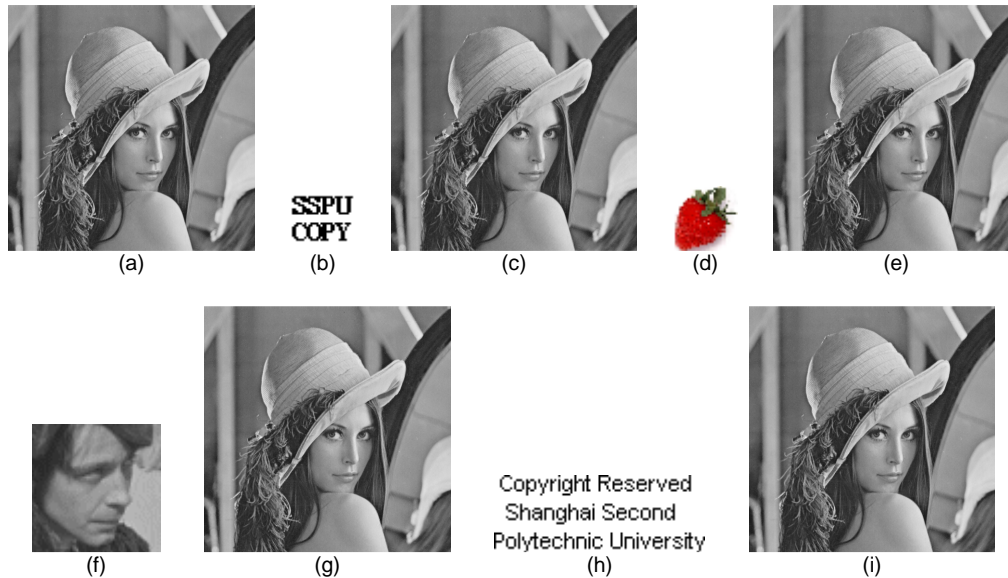 SSPU
COPY
(a)
(b)
(c)
(d)
(e)
Copyright Reserved
Shanghai Second
Polytechnic University
(f)
(g)
(h)
(i)